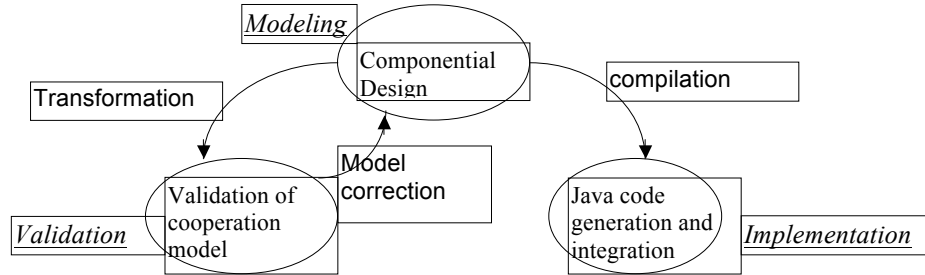 Modeling
Componential
Design
Transformation
compilation
Model
correction
Validation of
cooperation
model
Java code
generation and
integration
Validation
Implementation